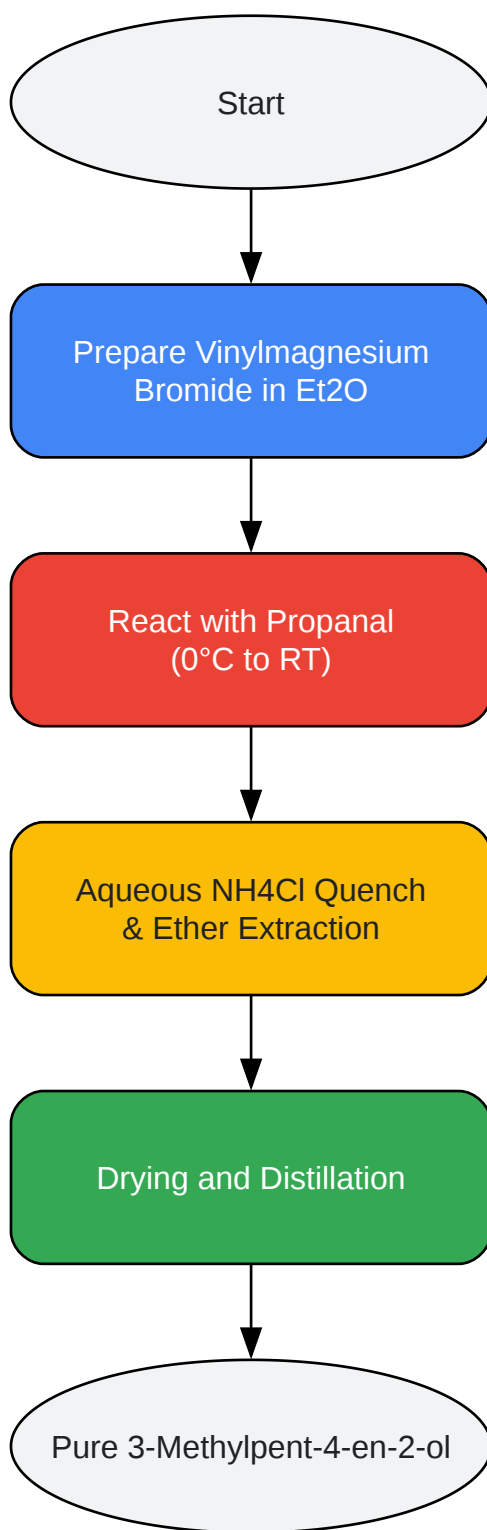 Start
Prepare Vinylmagnesium
Bromide in Et2O
React with Propanal
(0°C to RT)
Aqueous NH4Cl Quench
& Ether Extraction
Drying and Distillation
Pure 3-Methylpent-4-en-2-ol